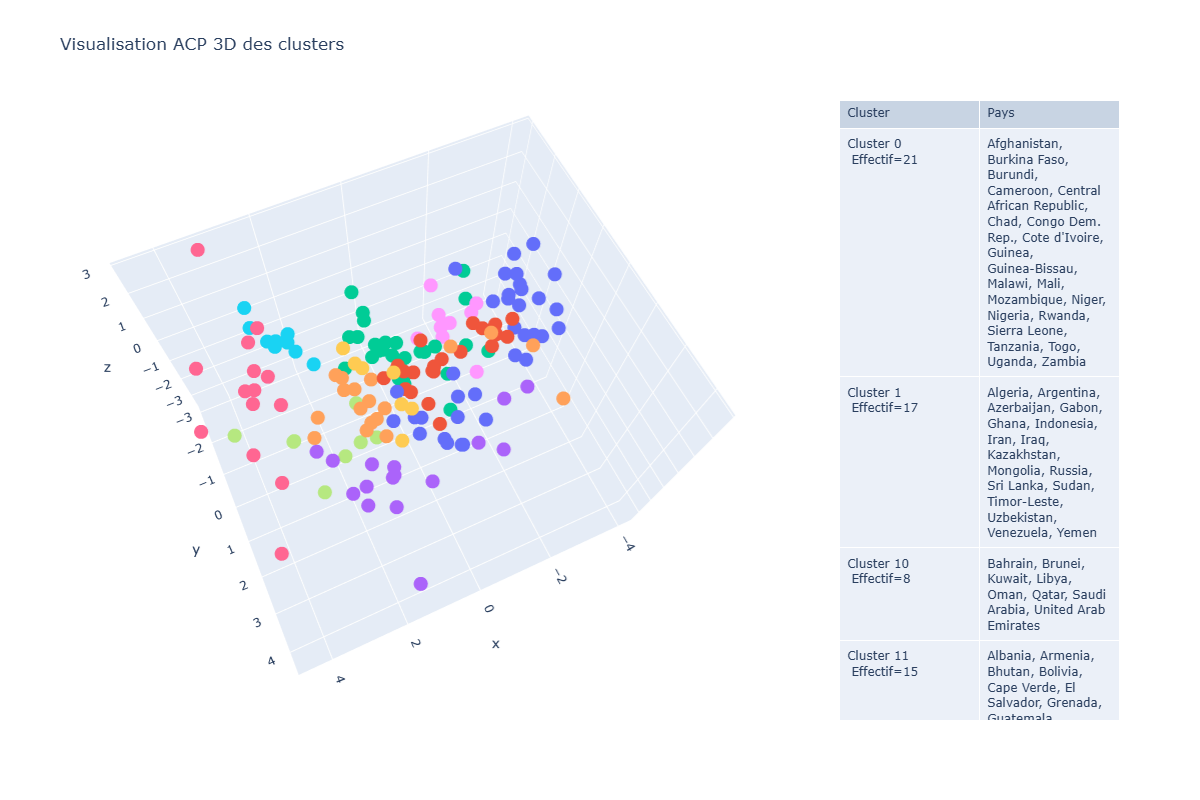 Visualisation ACP 3D des clusters
3
2
1
0
−1
−2
−3
z
−3
−2
−1
0
1
2
3
4
y
4
2
0
−2
−4
x
Cluster
Pays
Cluster 0
Effectif=21
Afghanistan,
Burkina Faso,
Burundi,
Cameroon, Central
African Republic,
Chad, Congo Dem.
Rep., Cote d'Ivoire,
Guinea,
Guinea-Bissau,
Malawi, Mali,
Mozambique, Niger,
Nigeria, Rwanda,
Sierra Leone,
Tanzania, Togo,
Uganda, Zambia
Cluster 1
Effectif=17
Algeria, Argentina,
Azerbaijan, Gabon,
Ghana, Indonesia,
Iran, Iraq,
Kazakhstan,
Mongolia, Russia,
Sri Lanka, Sudan,
Timor-Leste,
Uzbekistan,
Venezuela, Yemen
Cluster 10
Effectif=8
Bahrain, Brunei,
Kuwait, Libya,
Oman, Qatar, Saudi
Arabia, United Arab
Emirates
Cluster 11
Effectif=15
Albania, Armenia,
Bhutan, Bolivia,
Cape Verde, El
Salvador, Grenada,
Guatemala